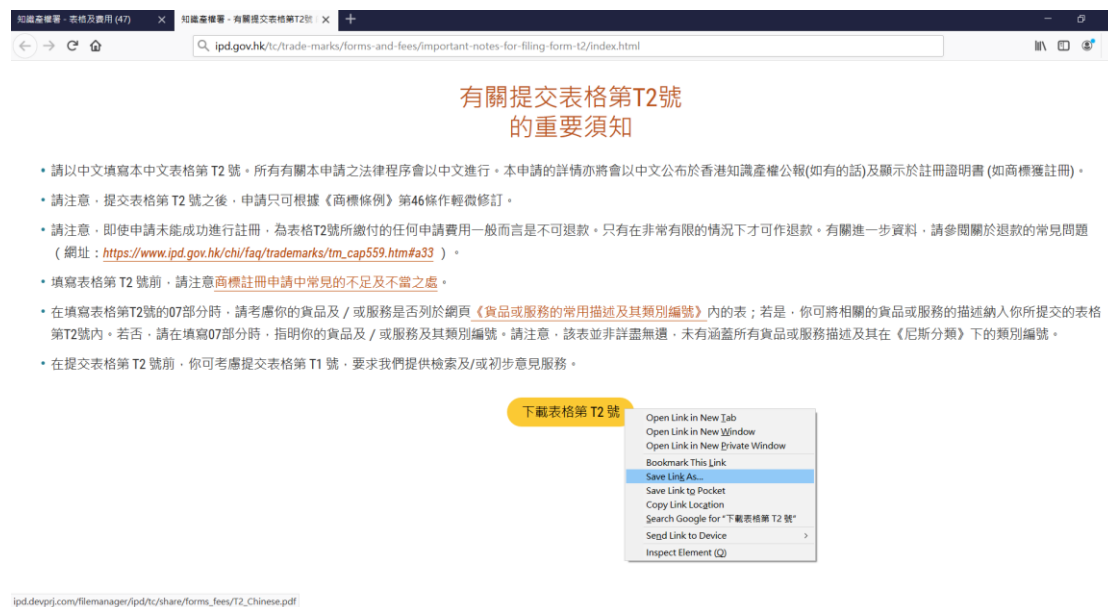 知識產權署 - 表格及費用 (47)
知識產權署 - 有關提交表格第T2號
ipd.gov.hk/tc/trade-marks/forms-and-fees/important-notes-for-filing-form-t2/index.html
有關提交表格第T2號
的重要須知
• 請以中文填寫本中文表格第 T2 號。所有有關本申請之法律程序會以中文進行。本申請的詳情亦將會以中文公布於香港知識產權公報(如有的話)及顯示於註冊證明書 (如商標獲註冊)。
• 請注意，提交表格第 T2 號之後，申請只可根據《商標條例》第46條作輕微修訂。
• 請注意，即使申請未能成功進行註冊，為表格T2號所繳付的任何申請費用一般而言是不可退款。只有在非常有限的情況下才可作退款。有關進一步資料，請參閱關於退款的常見問題
（網址：https://www.ipd.gov.hk/chi/faq/trademarks/tm_cap559.htm#a33 ）。
• 填寫表格第 T2 號前，請注意商標註冊申請中常見的不足及不當之處。
• 在填寫表格第T2號的07部分時，請考慮你的貨品及 / 或服務是否列於網頁《貨品或服務的常用描述及其類別編號》內的表；若是，你可將相關的貨品或服務的描述納入你所提交的表格
第T2號內。若否，請在填寫07部分時，指明你的貨品及 / 或服務及其類別編號。請注意，該表並非詳盡無遺，未有涵蓋所有貨品或服務描述及其在《尼斯分類》下的類別編號。
• 在提交表格第 T2 號前，你可考慮提交表格第 T1 號，要求我們提供檢索及/或初步意見服務。
下載表格第 T2 號
Open Link in New Tab
Open Link in New Window
Open Link in New Private Window
Bookmark This Link
Save Link As...
Save Link to Pocket
Copy Link Location
Search Google for "下載表格第 T2 號"
Send Link to Device
Inspect Element (Q)
ipd.devprj.com/filemanager/ipd/tc/share/forms_fees/T2_Chinese.pdf